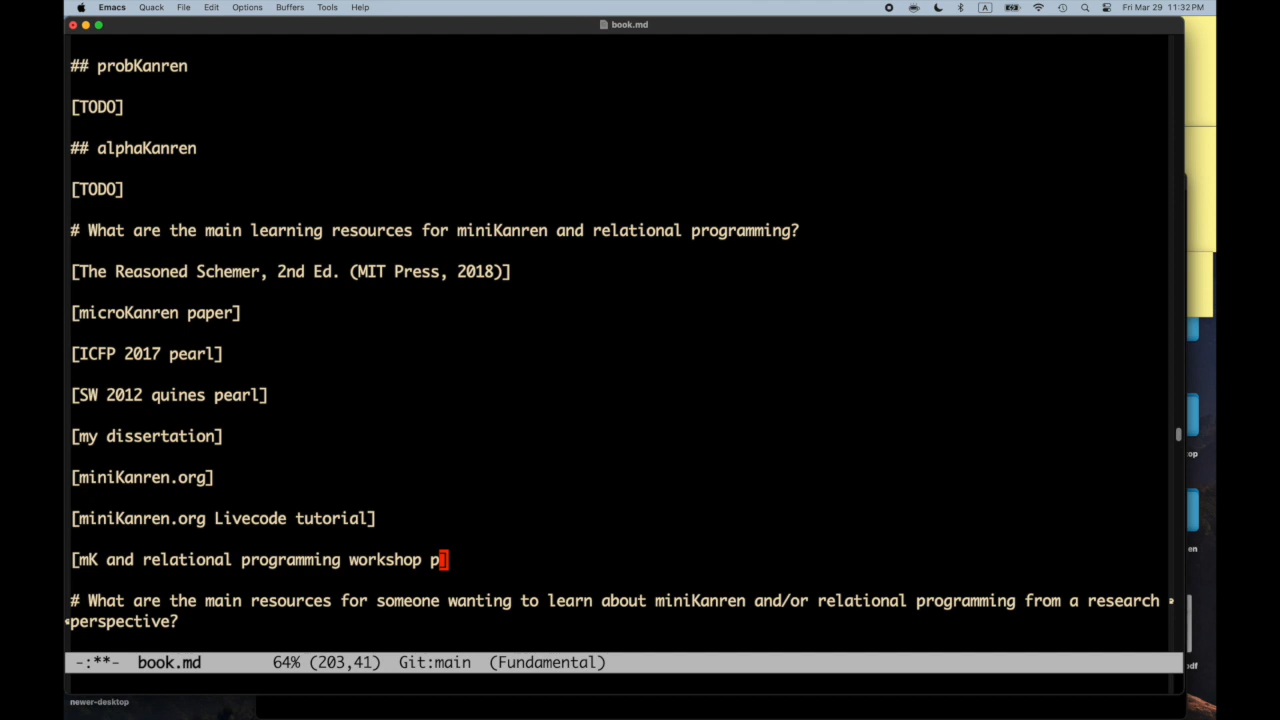 Emacs Quack File Edit Options Buffers Tools Help A Fri Mar 29 11:32 PM
book.md
## probKanren
[TODO]
## alphaKanren
[TODO]
# What are the main learning resources for miniKanren and relational programming?
[The Reasoned Schemer, 2nd Ed. (MIT Press, 2018)]
[microKanren paper]
[ICFP 2017 pearl]
[SW 2012 quines pearl]
[my dissertation]
[miniKanren.org]
[miniKanren.org Livecode tutorial]
[mK and relational programming workshop p]
# What are the main resources for someone wanting to learn about miniKanren and/or relational programming from a research
perspective?
-:**- book.md 64% (203,41) Git:main (Fundamental)
newer-desktop
top
en
pdf